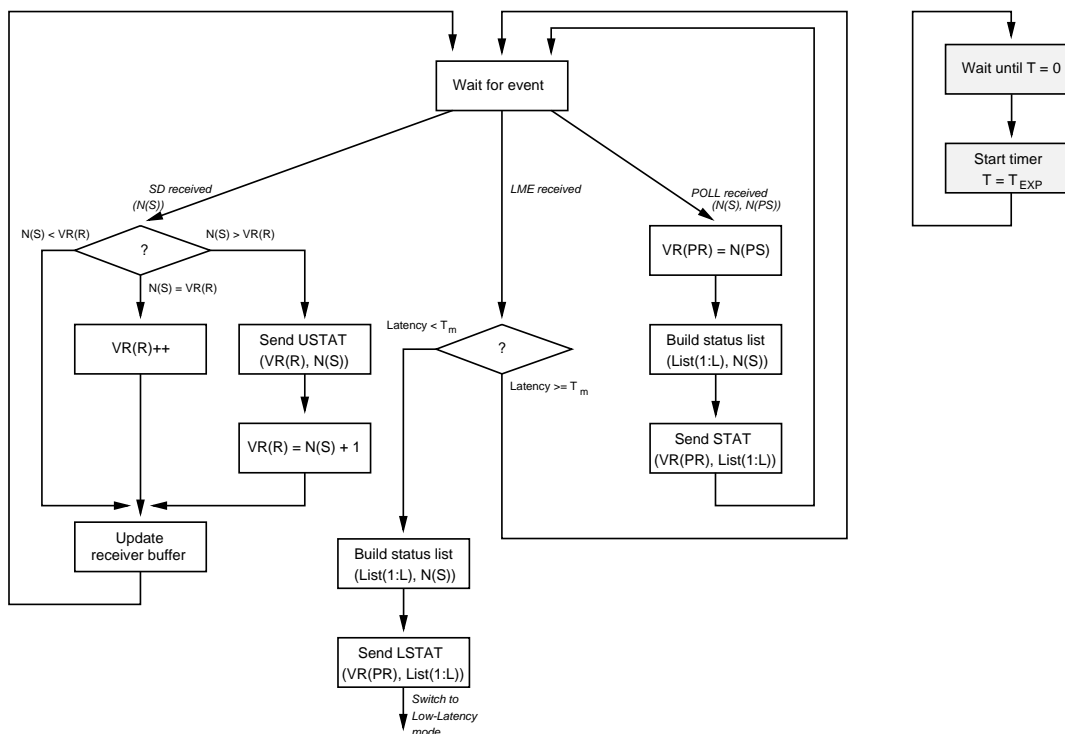 Wait for event
Wait until T = 0
Start timer
T = T EXP
SD received
(N(S))
LME received
POLL received
(N(S), N(PS))
N(S) < VR(R)
N(S) > VR(R)
?
N(S) = VR(R)
VR(PR) = N(PS)
VR(R)++
Send USTAT
(VR(R), N(S))
Latency < T m
?
Latency >= T m
Build status list
(List(1:L), N(S))
VR(R) = N(S) + 1
Send STAT
(VR(PR), List(1:L))
Update
receiver buffer
Build status list
(List(1:L), N(S))
Send LSTAT
(VR(PR), List(1:L))
Switch to
Low-Latency
mode